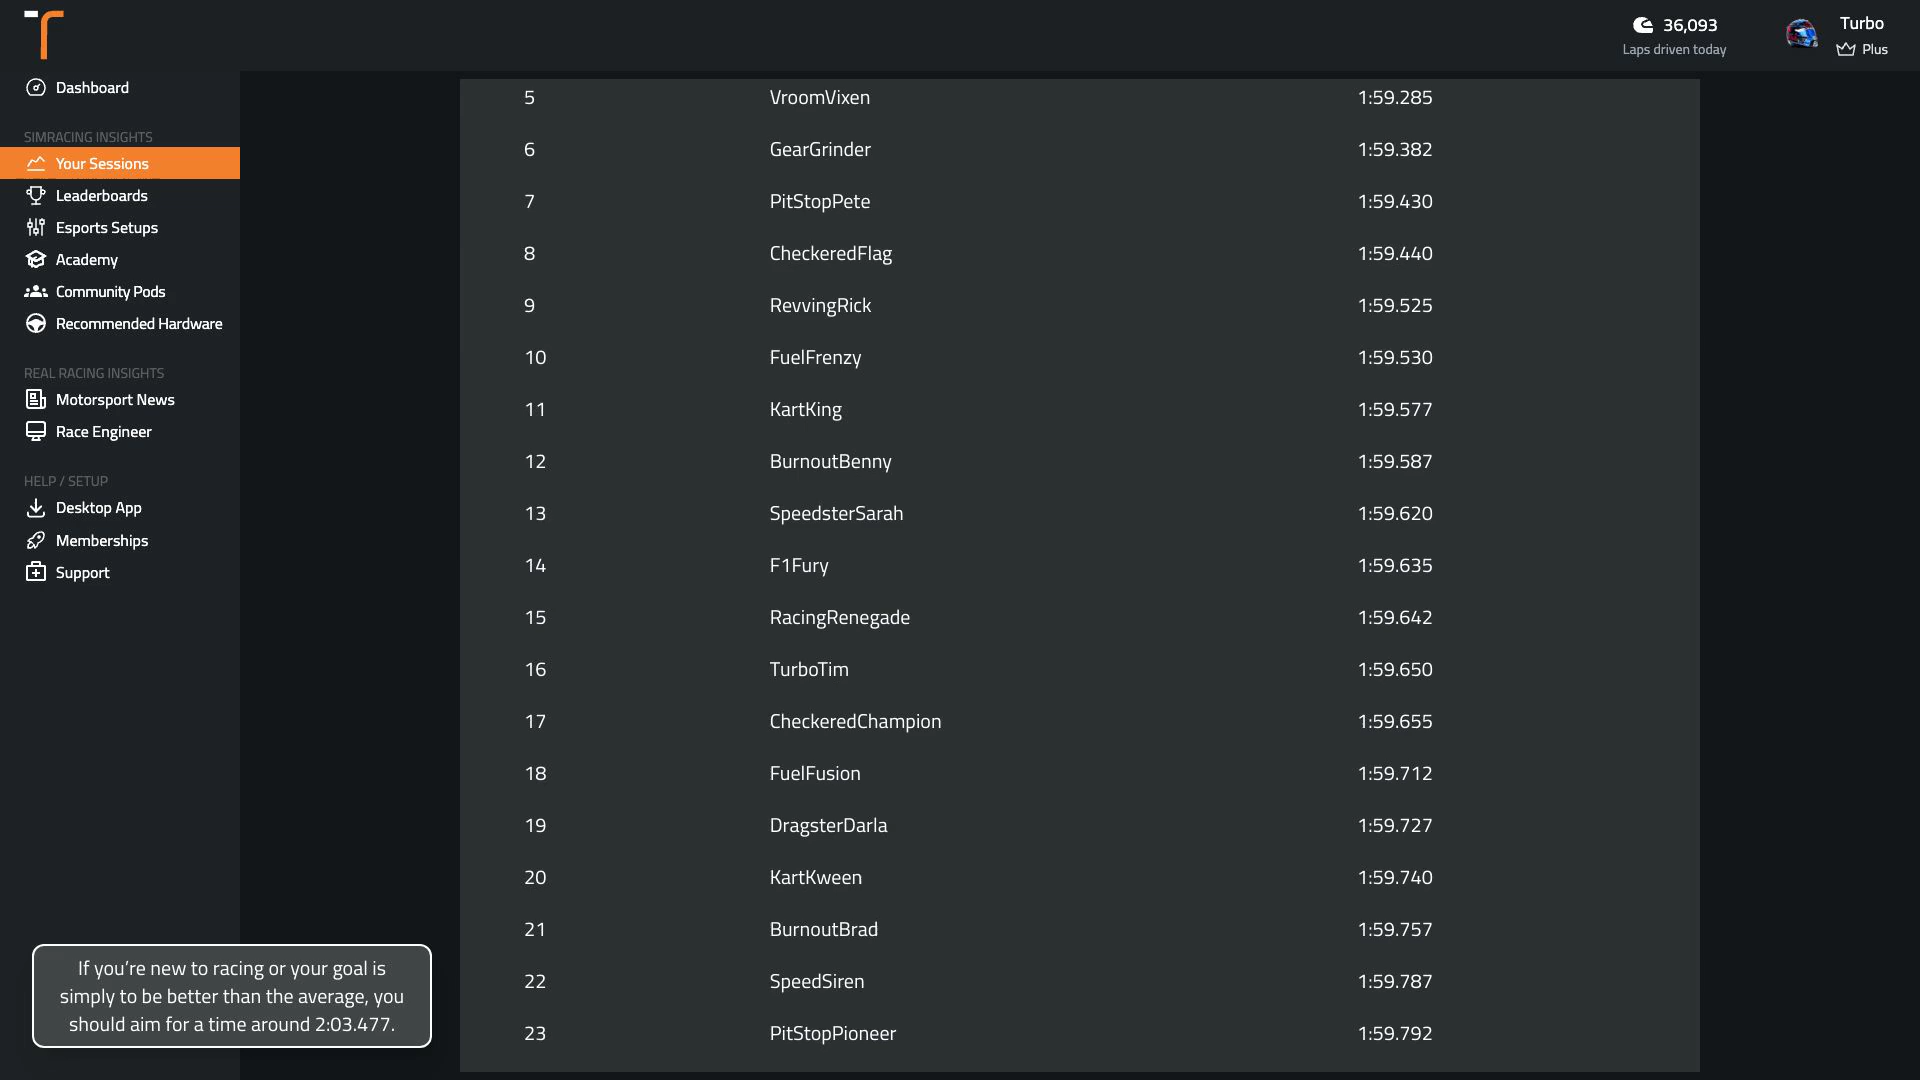 36,093
Laps driven today
Turbo
Plus
Dashboard
SIMRACING INSIGHTS
Your Sessions
Leaderboards
Esports Setups
Academy
Community Pods
Recommended Hardware
REAL RACING INSIGHTS
Motorsport News
Race Engineer
HELP / SETUP
Desktop App
Memberships
Support
5 VroomVixen 1:59.285
6 GearGrinder 1:59.382
7 PitStopPete 1:59.430
8 CheckeredFlag 1:59.440
9 RevvingRick 1:59.525
10 FuelFrenzy 1:59.530
11 KartKing 1:59.577
12 BurnoutBenny 1:59.587
13 SpeedsterSarah 1:59.620
14 F1Fury 1:59.635
15 RacingRenegade 1:59.642
16 TurboTim 1:59.650
17 CheckeredChampion 1:59.655
18 FuelFusion 1:59.712
19 DragsterDarla 1:59.727
20 KartKween 1:59.740
21 BurnoutBrad 1:59.757
22 SpeedSiren 1:59.787
23 PitStopPioneer 1:59.792
If you’re new to racing or your goal is
simply to be better than the average, you
should aim for a time around 2:03.477.